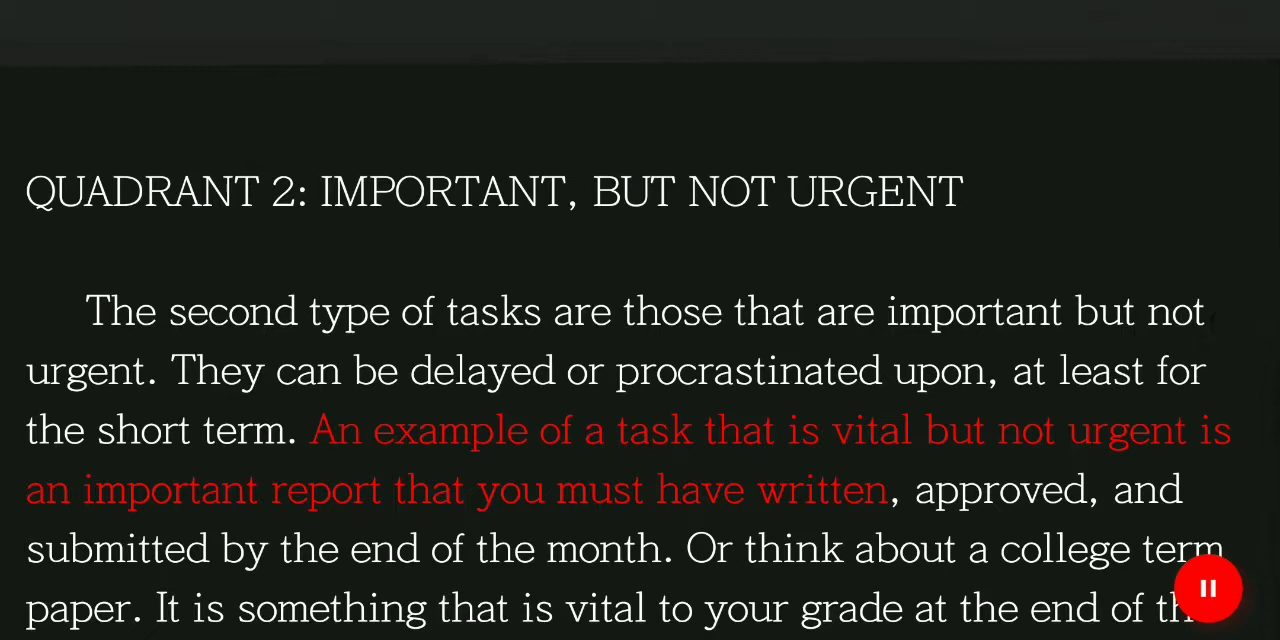 QUADRANT 2: IMPORTANT, BUT NOT URGENT
The second type of tasks are those that are important but not
urgent. They can be delayed or procrastinated upon, at least for
the short term. An example of a task that is vital but not urgent is
an important report that you must have written, approved, and
submitted by the end of the month. Or think about a college term
paper. It is something that is vital to your grade at the end of